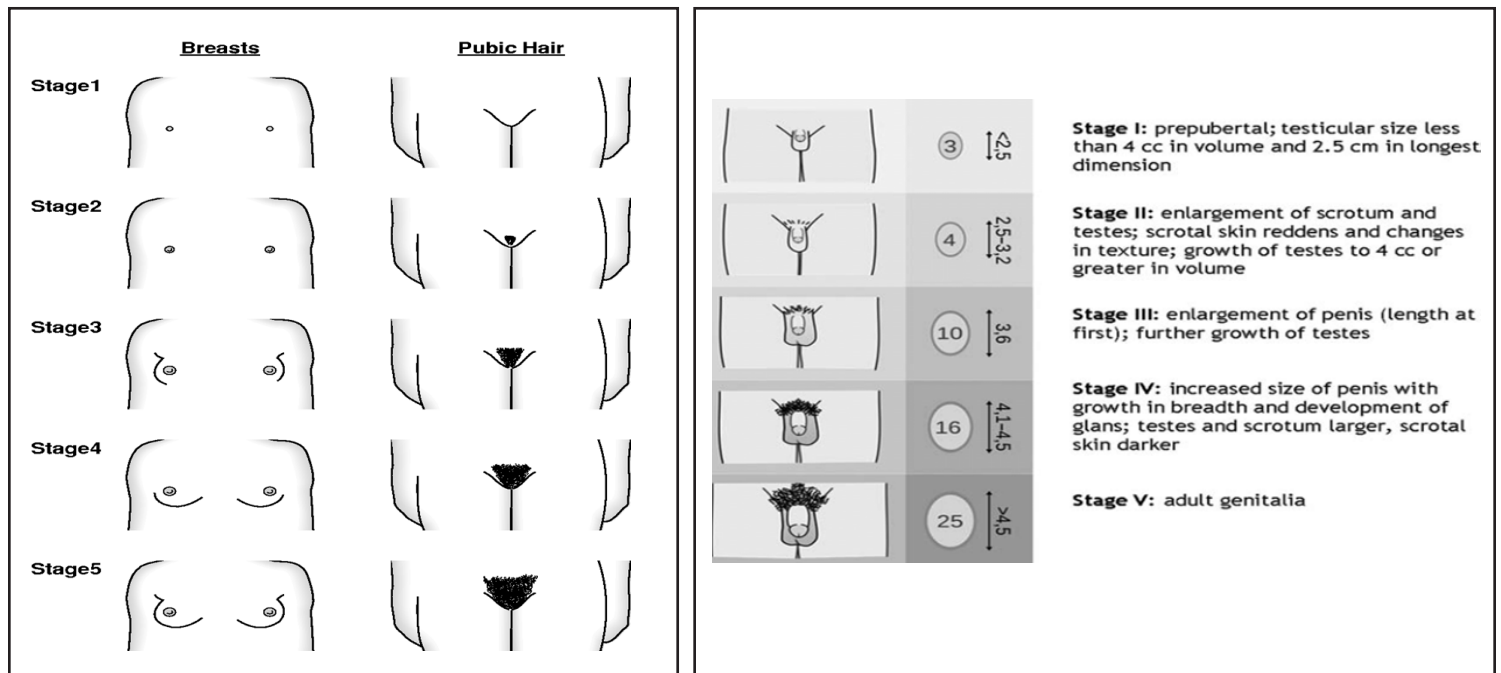 Breasts
Pubic Hair
Stage1
Stage2
Stage3
Stage4
Stage5
3
<2,5
4
2,5-3,2
10
3,6
16
4,1-4,5
25
>4,5
Stage I: prepubertal; testicular size less
than 4 cc in volume and 2.5 cm in longest
dimension
Stage II: enlargement of scrotum and
testes; scrotal skin reddens and changes
in texture; growth of testes to 4 cc or
greater in volume
Stage III: enlargement of penis (length at
first); further growth of testes
Stage IV: increased size of penis with
growth in breadth and development of
glans; testes and scrotum larger, scrotal
skin darker
Stage V: adult genitalia